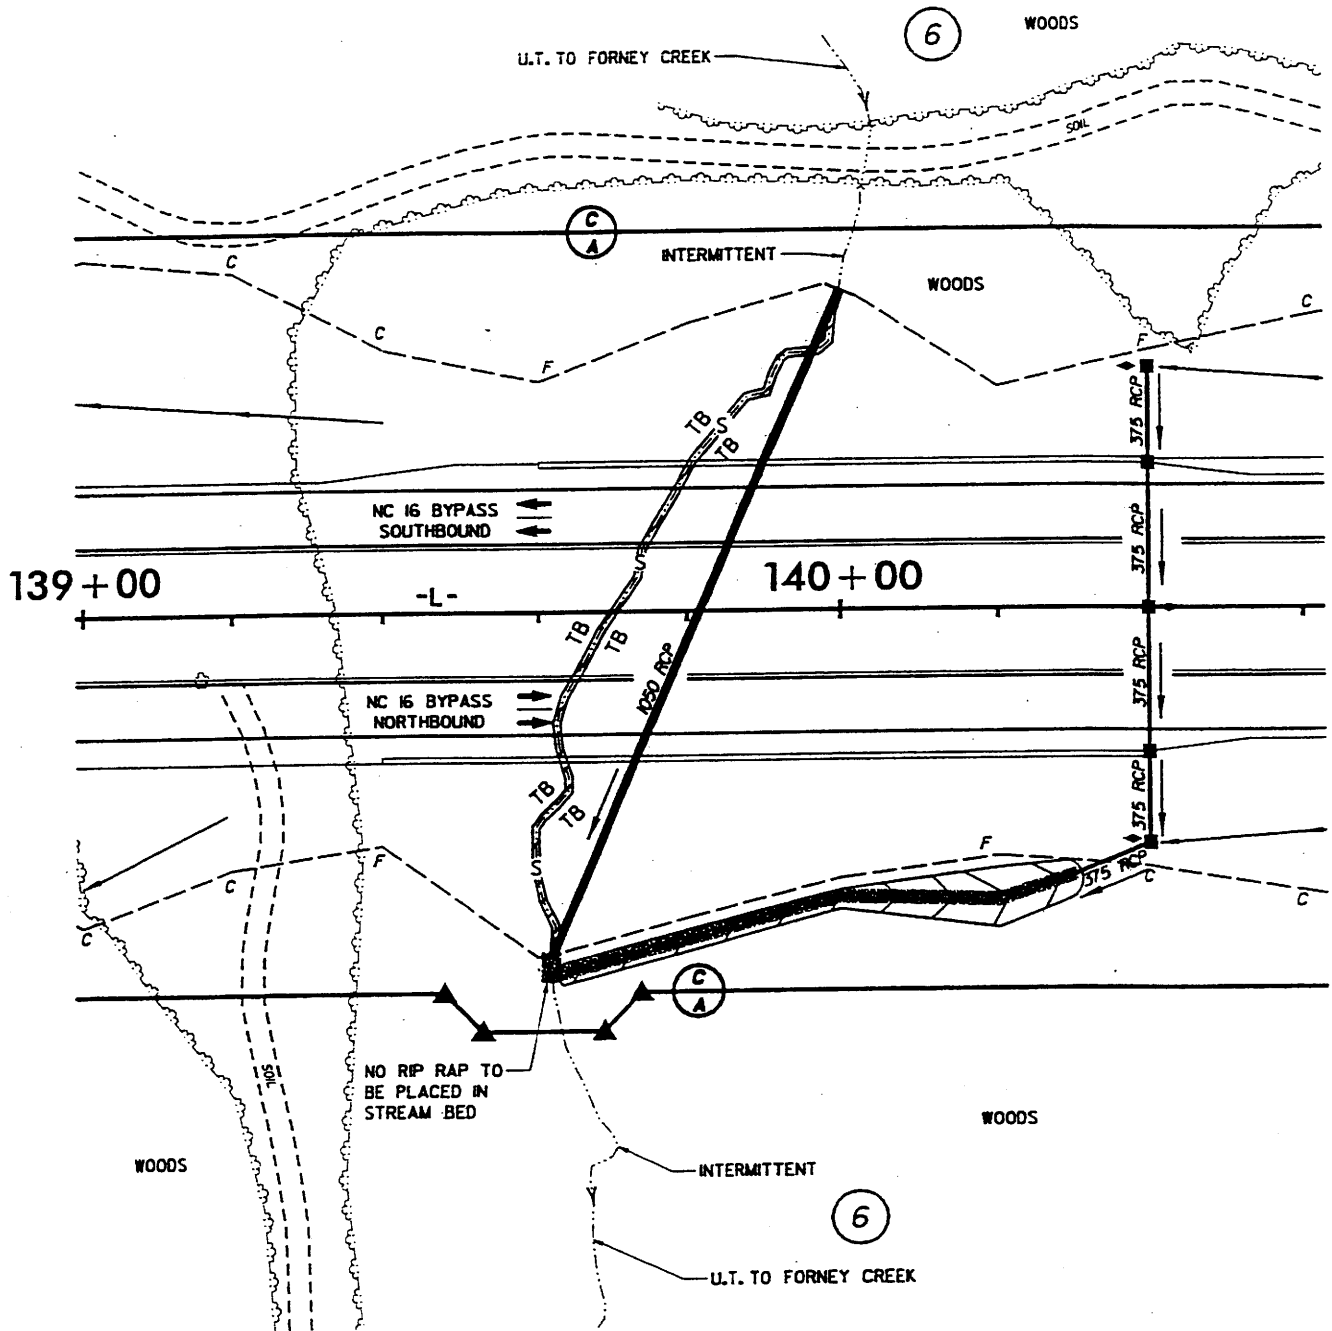 6
WOODS
U.T. TO FORNEY CREEK
SOIL
C
A
INTERMITTENT
WOODS
C
C
C
F
F
375 RCP
TB
S
TB
NC 16 BYPASS
SOUTHBOUND
375 RCP
S
139+00
-L-
140+00
TB
TB
1050 RCP
375 RCP
NC 16 BYPASS
NORTHBOUND
TB
TB
375 RCP
F
F
S
C
375 RCP
C
C
C
C
A
NO RIP RAP TO
BE PLACED IN
STREAM BED
SOIL
WOODS
WOODS
INTERMITTENT
6
U.T. TO FORNEY CREEK